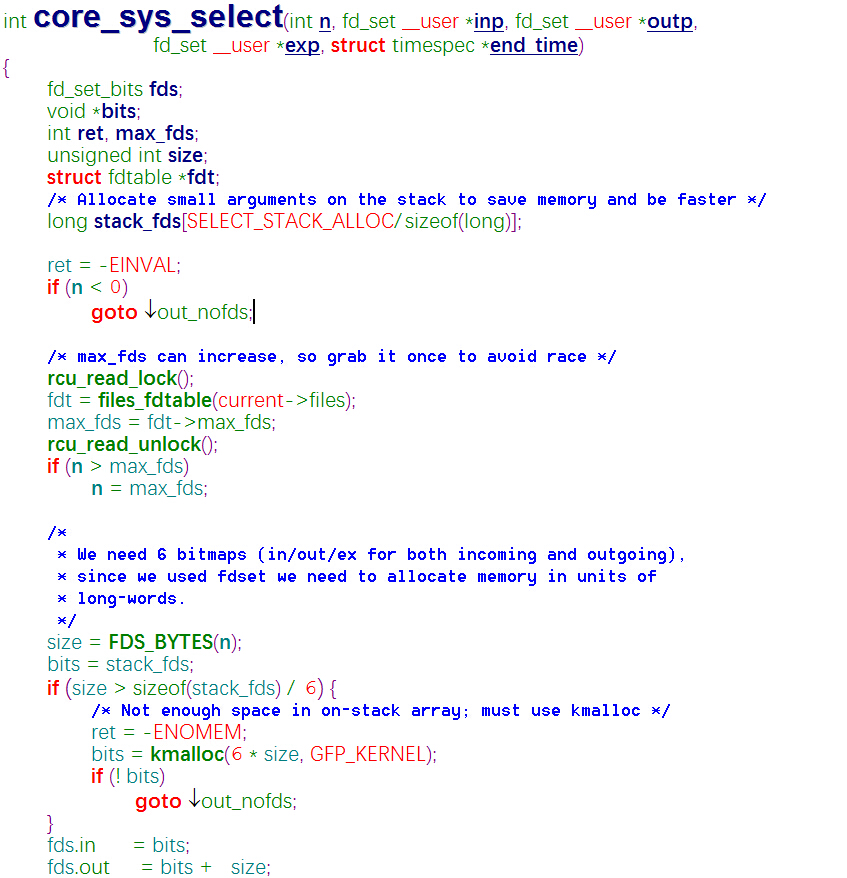 int core_sys_select(int n, fd_set __user *inp, fd_set __user *outp,
fd_set __user *exp, struct timespec *end_time)
{
fd_set_bits fds;
void *bits;
int ret, max_fds;
unsigned int size;
struct fdtable *fdt;
/* Allocate small arguments on the stack to save memory and be faster */
long stack_fds[SELECT_STACK_ALLOC/sizeof(long)];
ret = -EINVAL;
if (n < 0)
goto ↓out_nofds;
/* max_fds can increase, so grab it once to avoid race */
rcu_read_lock();
fdt = files_fdtable(current->files);
max_fds = fdt->max_fds;
rcu_read_unlock();
if (n > max_fds)
n = max_fds;
/*
* We need 6 bitmaps (in/out/ex for both incoming and outgoing),
* since we used fdset we need to allocate memory in units of
* long-words.
*/
size = FDS_BYTES(n);
bits = stack_fds;
if (size > sizeof(stack_fds) / 6) {
/* Not enough space in on-stack array; must use kmalloc */
ret = -ENOMEM;
bits = kmalloc(6 * size, GFP_KERNEL);
if (! bits)
goto ↓out_nofds;
}
fds.in = bits;
fds.out = bits + size;